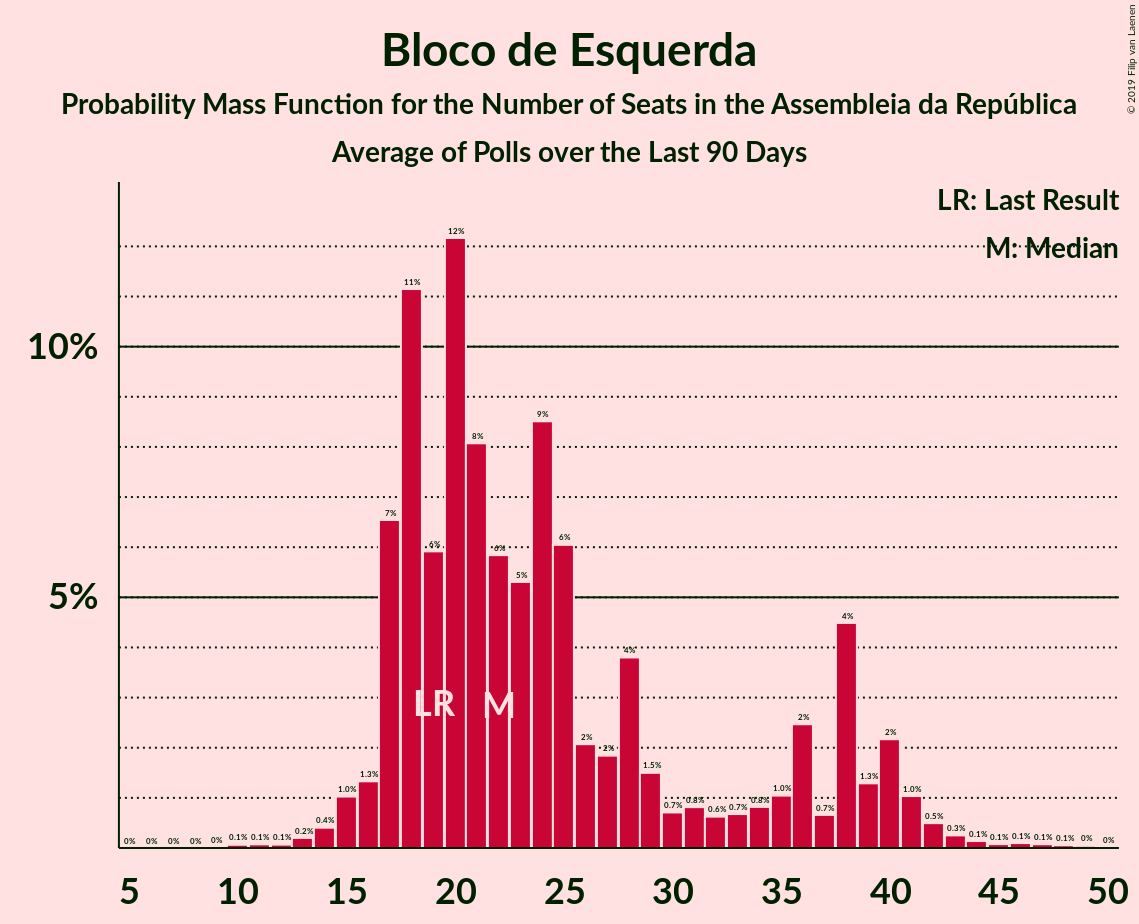 Bloco de Esquerda
Probability Mass Function for the Number of Seats in the Assembleia da República
Average of Polls over the Last 90 Days
© 2019 Filip van Laenen
LR: Last Result
M: Median
10%
5%
0% 0% 0% 0% 0% 0.1% 0.1% 0.1% 0.2% 0.4% 1.0% 1.3% 7% 11% 6% 12% 8% 6% 5% 9% 6% 2% 2% 4% 1.5% 0.7% 0.8% 0.6% 0.7% 0.8% 1.0% 2% 0.7% 4% 1.3% 2% 1.0% 0.5% 0.3% 0.1% 0.1% 0.1% 0.1% 0.1% 0% 0%
LR M
5 10 15 20 25 30 35 40 45 50